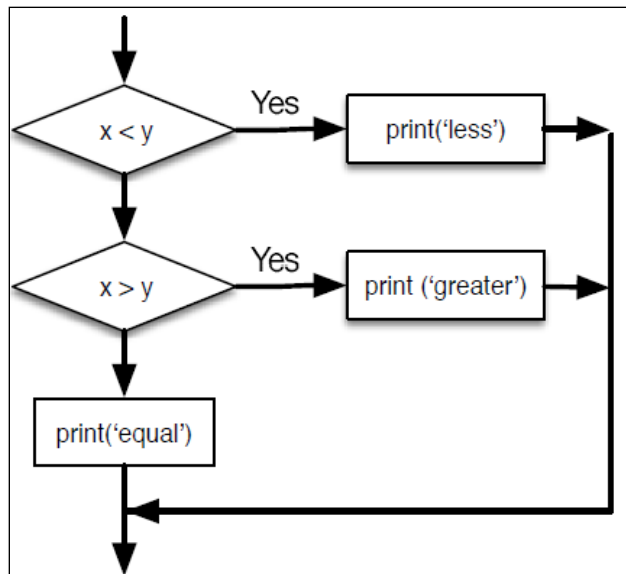 Yes
x < y
print(‘less’)
Yes
x > y
print (‘greater’)
print(‘equal’)